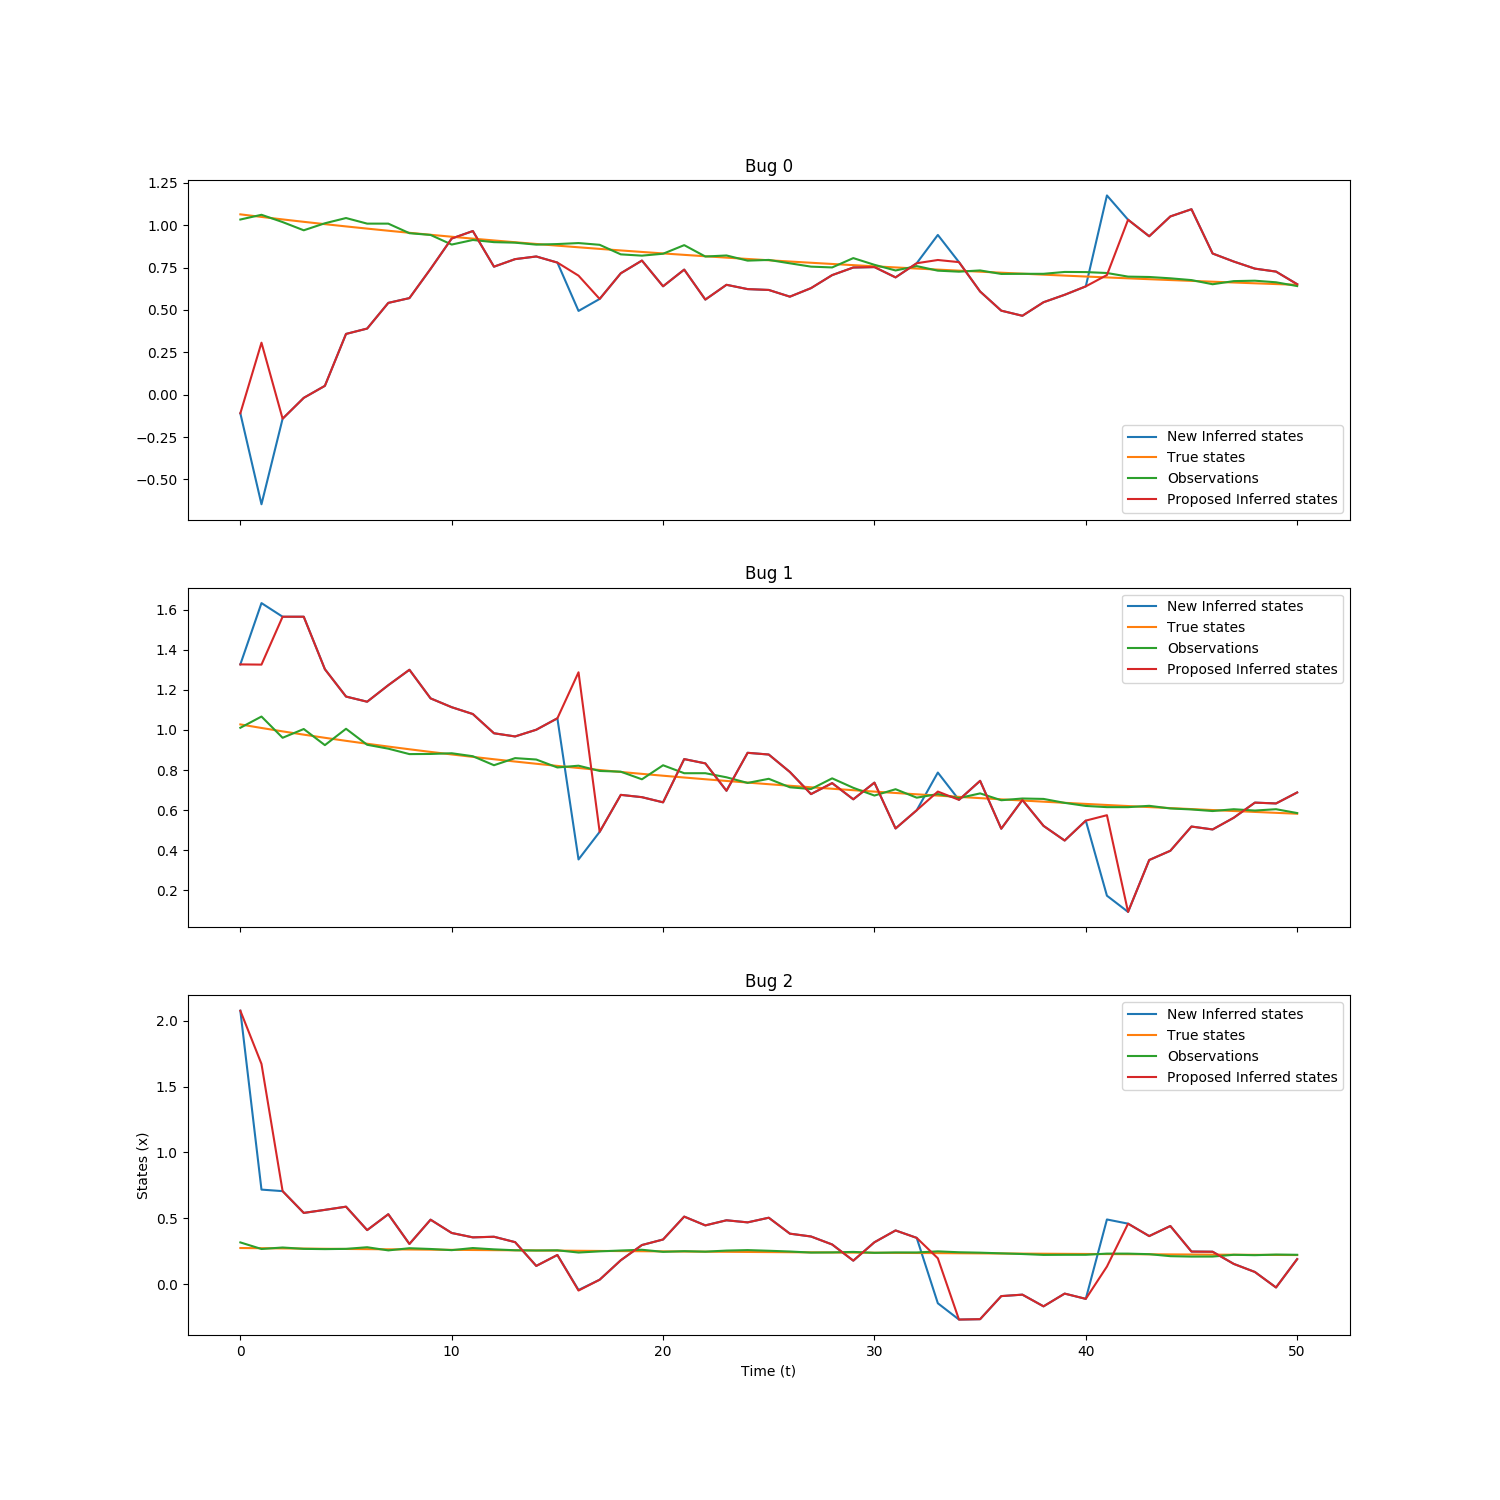 Bug 0
1.25
1.00
0.75
0.50
0.25
0.00
−0.25
−0.50
New Inferred states
True states
Observations
Proposed Inferred states
Bug 1
1.6
1.4
1.2
1.0
0.8
0.6
0.4
0.2
New Inferred states
True states
Observations
Proposed Inferred states
Bug 2
States (x)
2.0
1.5
1.0
0.5
0.0
New Inferred states
True states
Observations
Proposed Inferred states
0 10 20 30 40 50
Time (t)